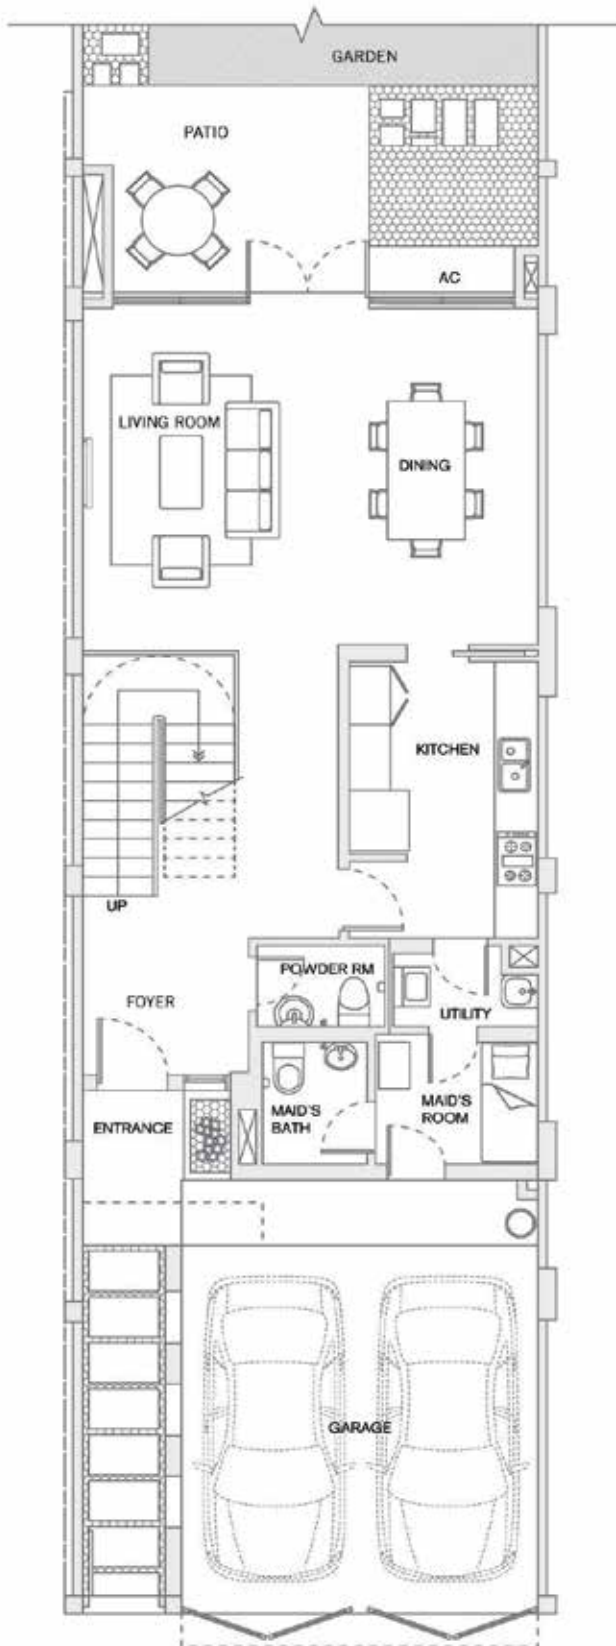 GARDEN
PATIO
AC
LIVING ROOM
DINING
KITCHEN
UP
POWDER RM
FOYER
UTILITY
ENTRANCE
MAID'S
BATH
MAID'S
ROOM
GARAGE